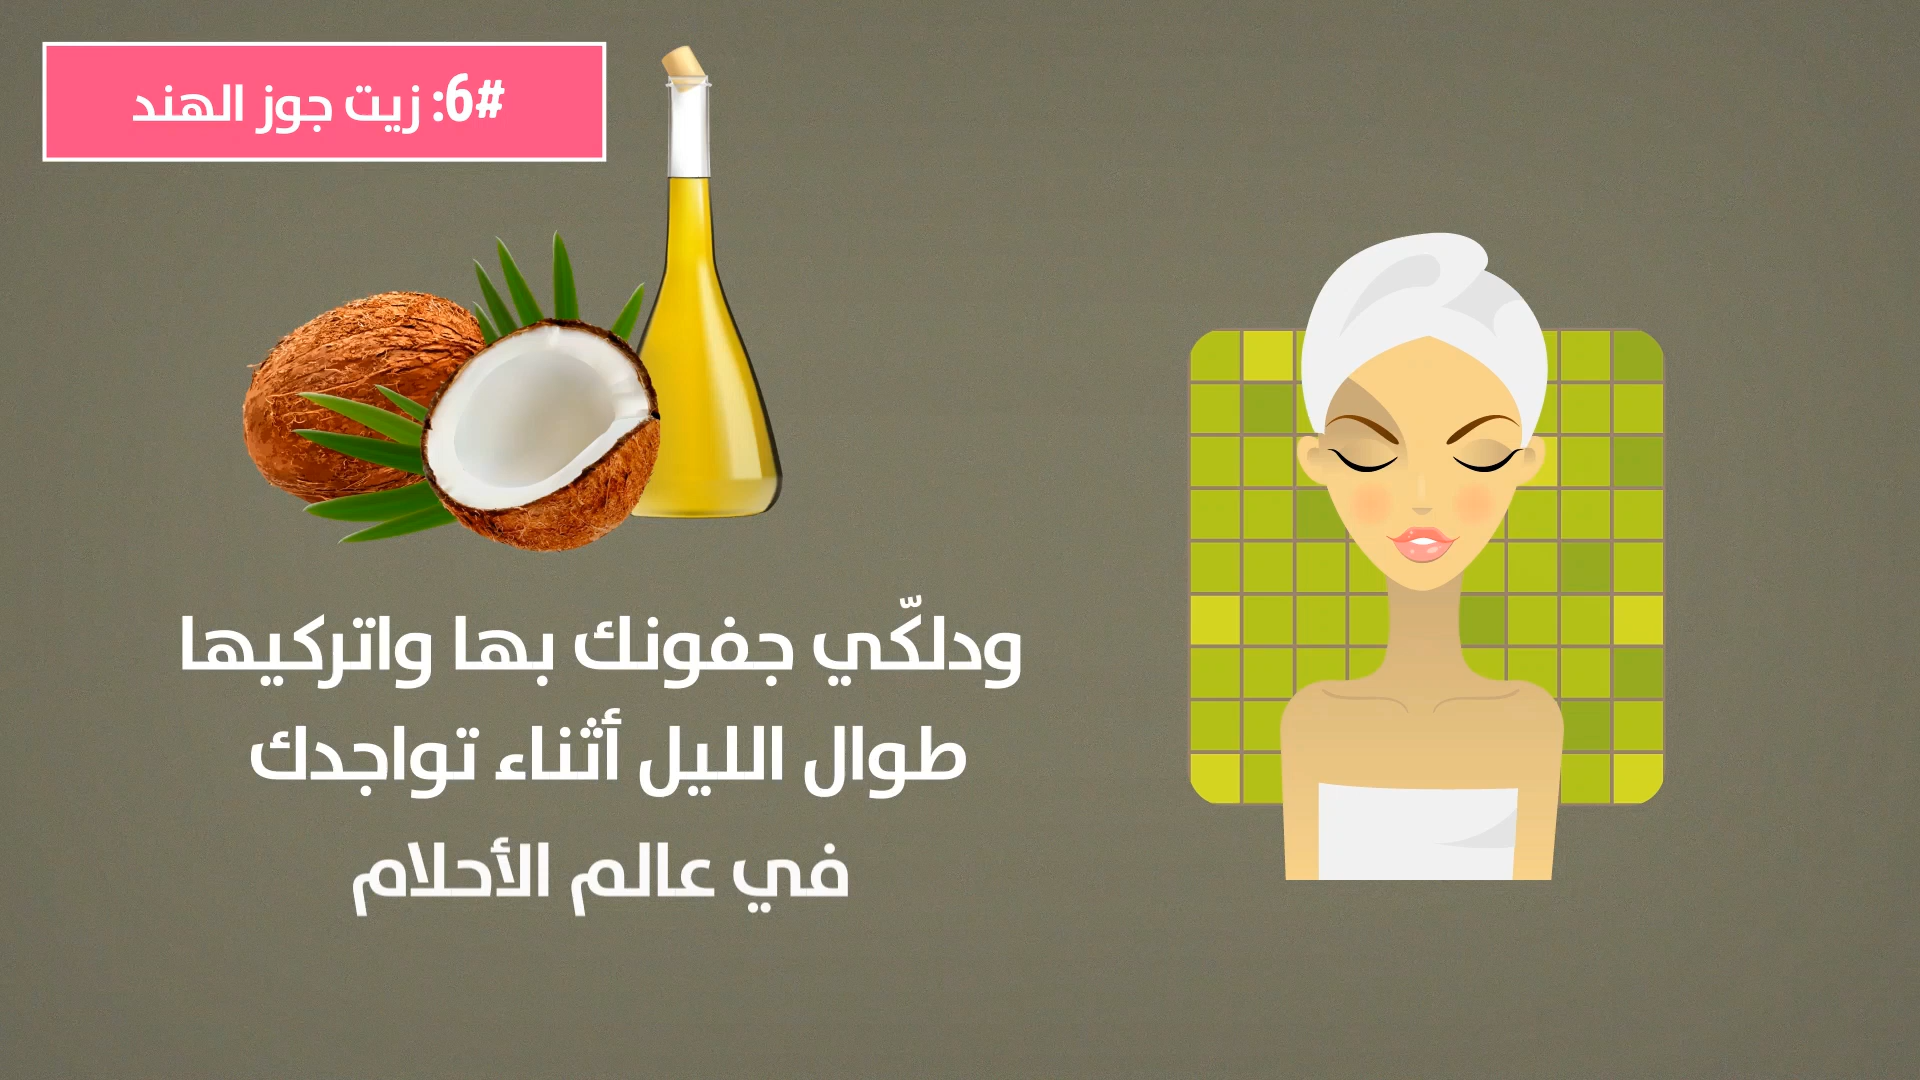 #6: زيت جوز الهند
ودلّكي جفونك بها واتركيها
طوال الليل أثناء تواجدك
في عالم الأحلام